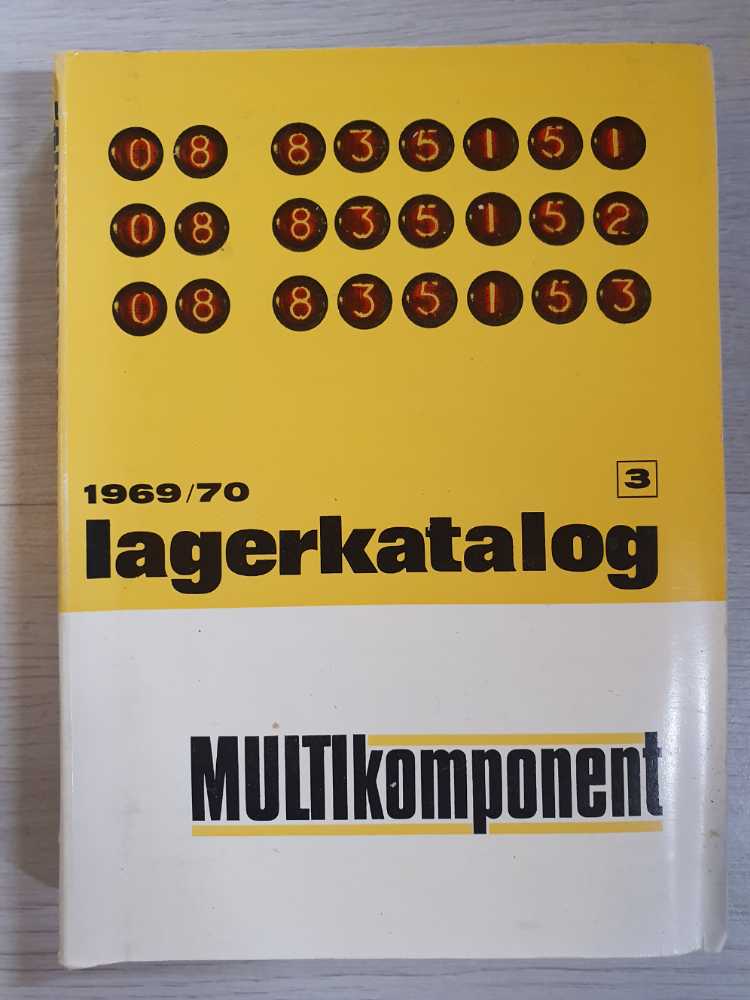 08 835151
08 835152
08 835153
1969/70 3
lagerkatalog
MULTIkomponent